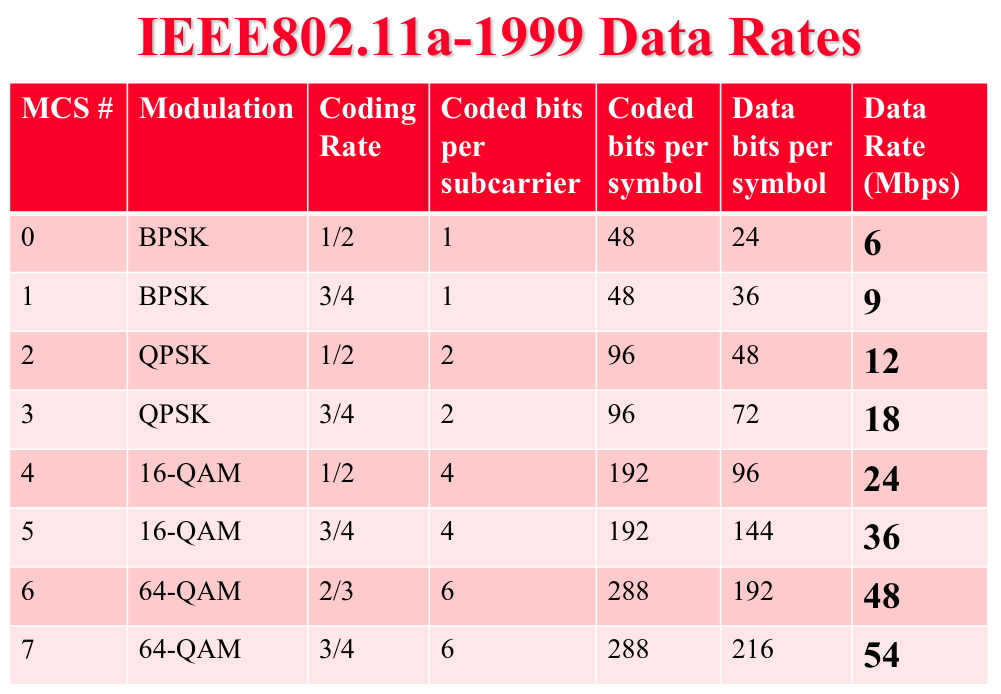 IEEE802.11a-1999 Data Rates
MCS # Modulation Coding Rate Coded bits per subcarrier Coded bits per symbol Data bits per symbol Data Rate (Mbps)
0 BPSK 1/2 1 48 24 6
1 BPSK 3/4 1 48 36 9
2 QPSK 1/2 2 96 48 12
3 QPSK 3/4 2 96 72 18
4 16-QAM 1/2 4 192 96 24
5 16-QAM 3/4 4 192 144 36
6 64-QAM 2/3 6 288 192 48
7 64-QAM 3/4 6 288 216 54